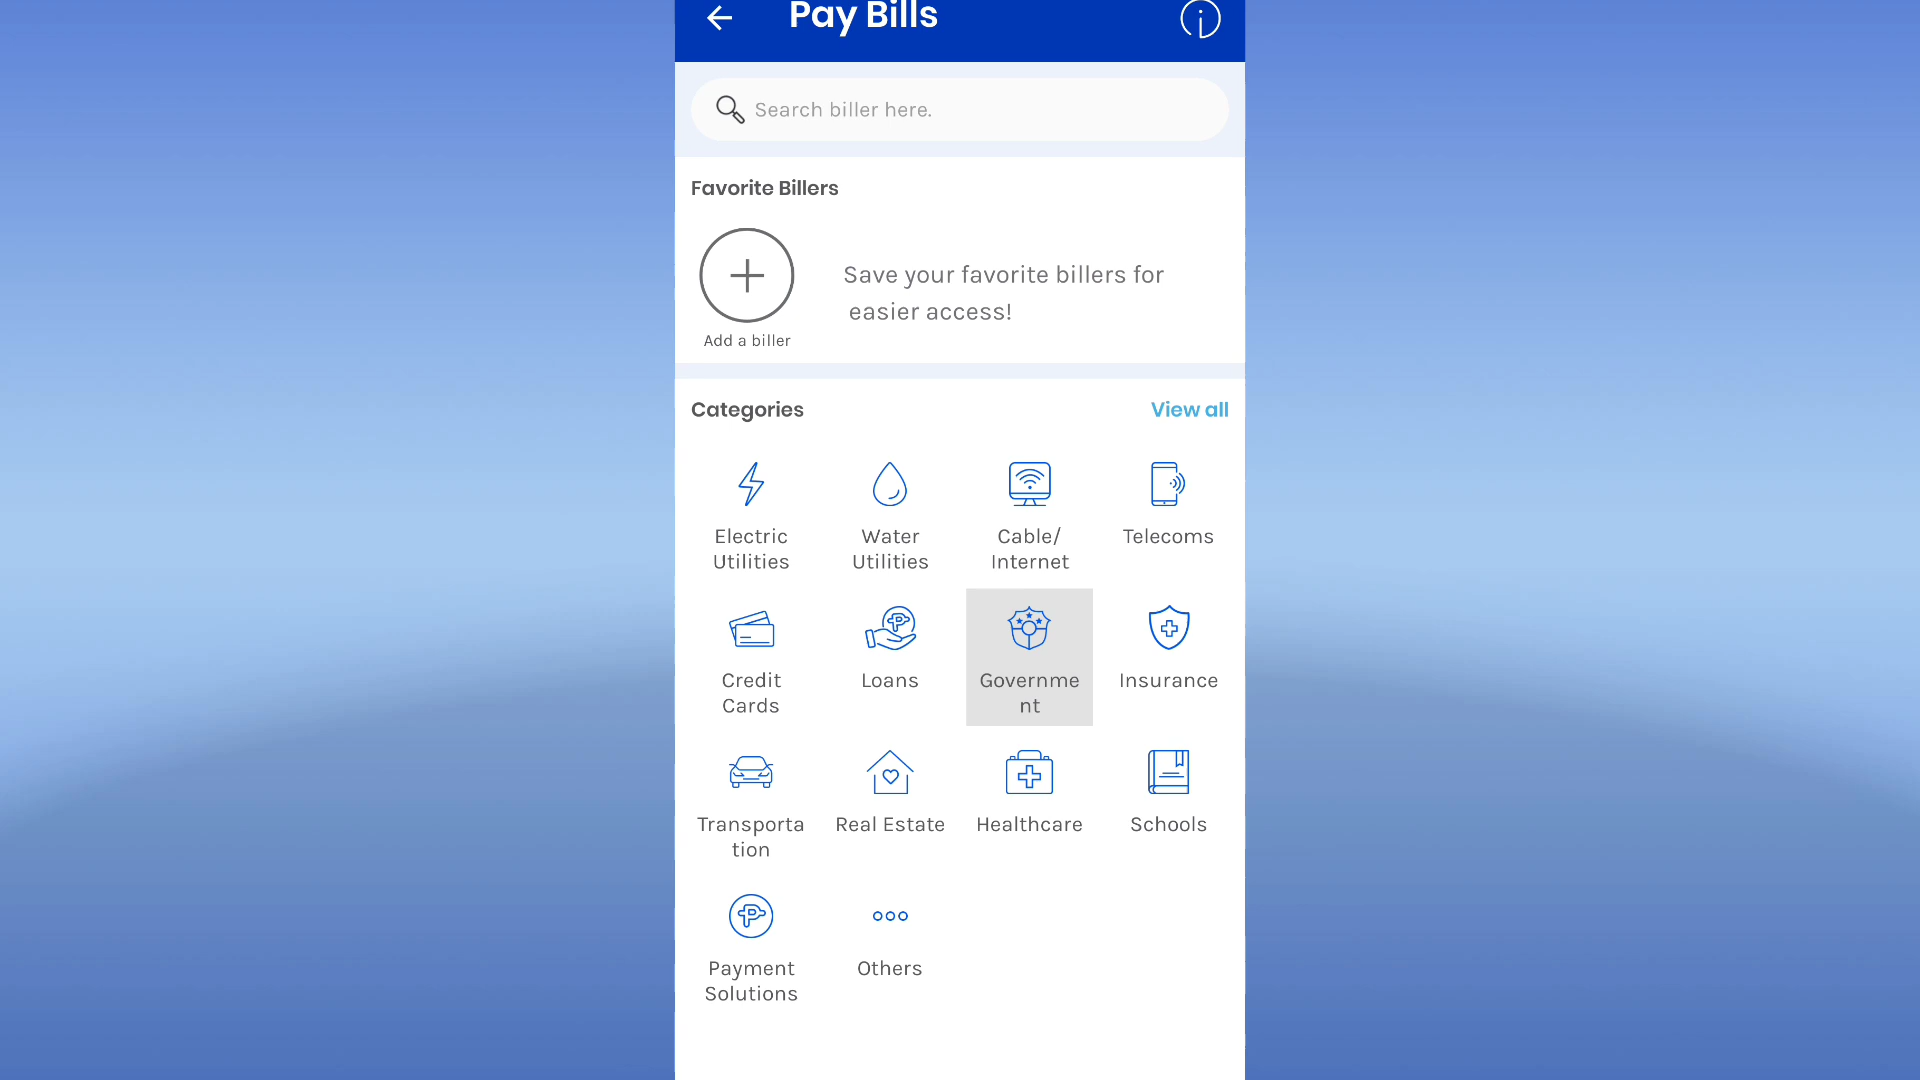 Pay Bills
Search biller here.
Favorite Billers
Save your favorite billers for
easier access!
Add a biller
Categories
View all
Electric
Utilities
Water
Utilities
Cable/
Internet
Telecoms
Credit
Cards
Loans
Governme
nt
Insurance
Transporta
tion
Real Estate
Healthcare
Schools
Payment
Solutions
Others